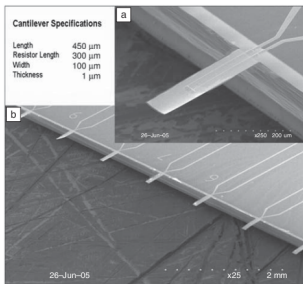 Cantilever Specifications
Length 450 μm
Resistor Length 300 μm
Width 100 μm
Thickness 1 μm
a
26-Jun-05 x250 200 um
b
26-Jun-05 x25 2 mm